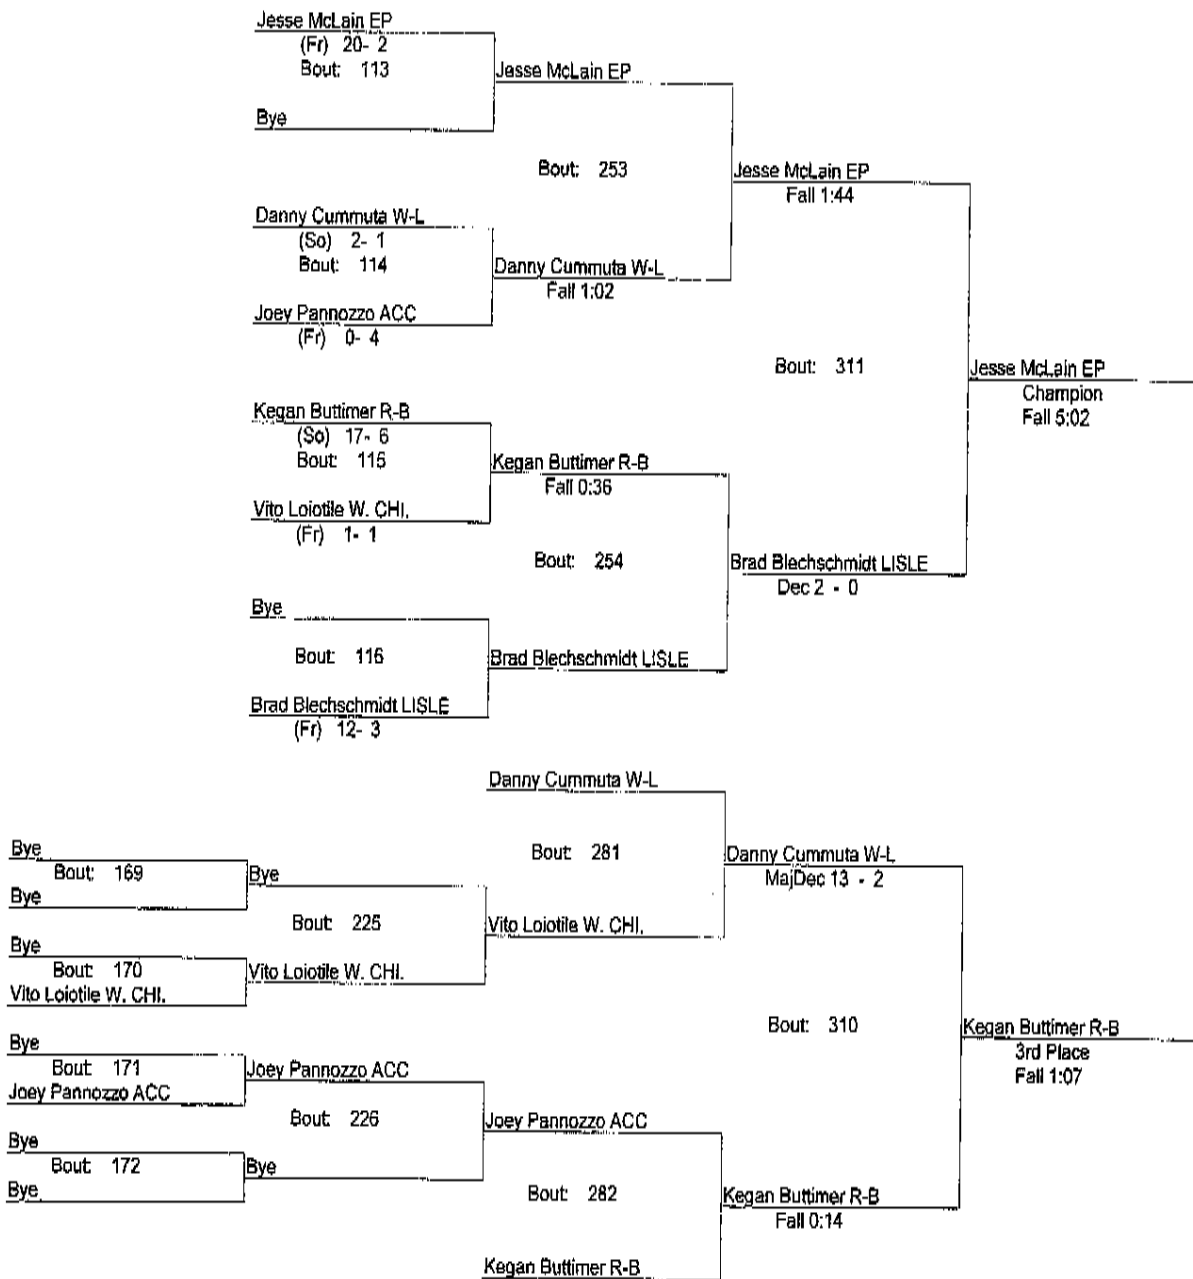 Jesse McLain EP
(Fr) 20- 2
Bout: 113
Jesse McLain EP
Bye
Bout: 253
Jesse McLain EP
Fall 1:44
Danny Cummuta W-L
(So) 2- 1
Bout: 114
Danny Cummuta W-L
Fall 1:02
Joey Pannozzo ACC
(Fr) 0- 4
Bout: 311
Jesse McLain EP
Champion
Fall 5:02
Kegan Buttimer R-B
(So) 17- 6
Bout: 115
Kegan Buttimer R-B
Fall 0:36
Vito Loiotile W. CHI.
(Fr) 1- 1
Bout: 254
Brad Blechschmidt LISLE
Dec 2 - 0
Bye
Bout: 116
Brad Blechschmidt LISLE
Brad Blechschmidt LISLE
(Fr) 12- 3
Danny Cummuta W-L
Bout: 281
Danny Cummuta W-L
MajDec 13 - 2
Bye
Bout: 169
Bye
Bye
Bout: 225
Vito Loiotile W. CHI.
Bye
Bout: 170
Vito Loiotile W. CHI.
Vito Loiotile W. CHI.
Bout: 310
Kegan Buttimer R-B
3rd Place
Fall 1:07
Bye
Bout: 171
Joey Pannozzo ACC
Joey Pannozzo ACC
Bout: 226
Joey Pannozzo ACC
Bye
Bout: 172
Bye
Bye
Bout: 282
Kegan Buttimer R-B
Fall 0:14
Kegan Buttimer R-B